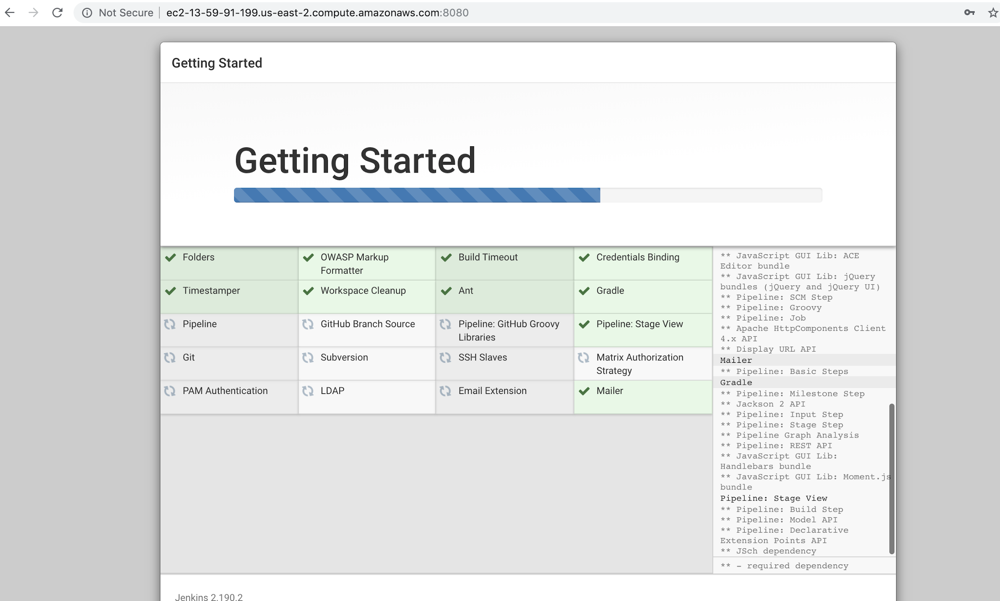 Not Secure | ec2-13-59-91-199.us-east-2.compute.amazonaws.com:8080
Getting Started
Getting Started
Folders
OWASP Markup
Formatter
Build Timeout
Credentials Binding
Timestamper
Workspace Cleanup
Ant
Gradle
Pipeline
GitHub Branch Source
Pipeline: GitHub Groovy
Libraries
Pipeline: Stage View
Git
Subversion
SSH Slaves
Matrix Authorization
Strategy
PAM Authentication
LDAP
Email Extension
Mailer
** JavaScript GUI Lib: ACE
Editor bundle
** JavaScript GUI Lib: jQuery
bundles (jQuery and jQuery UI)
** Pipeline: SCM Step
** Pipeline: Groovy
** Pipeline: Job
** Apache HttpComponents Client
4.x API
** Display URL API
Mailer
** Pipeline: Basic Steps
Gradle
** Pipeline: Milestone Step
** Jackson 2 API
** Pipeline: Input Step
** Pipeline: Stage Step
** Pipeline Graph Analysis
** Pipeline: REST API
** JavaScript GUI Lib:
Handlebars bundle
** JavaScript GUI Lib: Moment.js
bundle
Pipeline: Stage View
** Pipeline: Build Step
** Pipeline: Model API
** Pipeline: Declarative
Extension Points API
** JSch dependency
** - required dependency
Jenkins 2.190.2